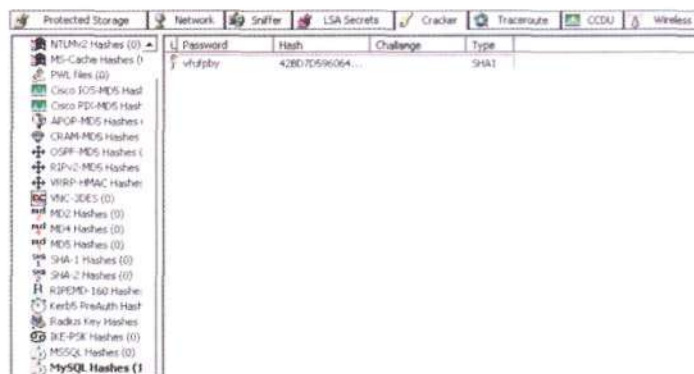 Protected Storage Network Sniffer LSA Secrets Cracker Traceroute CCDU Wireless
NTLMv2 Hashes (0)
MS-Cache Hashes (
PWL files (0)
Cisco IOS-MD5 Hash
Cisco PIX-MD5 Hash
APOP-MD5 Hashes (
CRAM-MD5 Hashes
OSPF-MD5 Hashes (
RIPv2-MD5 Hashes
VRRP-HMAC Hashes
VNC-3DES (0)
MD2 Hashes (0)
MD4 Hashes (0)
MD5 Hashes (0)
SHA-1 Hashes (0)
SHA-2 Hashes (0)
RIPEMD-160 Hashes
Kerb5 PreAuth Hash
Radius Key Hashes
IKE-PSK Hashes (0)
MSSQL Hashes (0)
MySQL Hashes (1
Password Hash Challange Type
vfufpby 42BD7D596064... SHA1